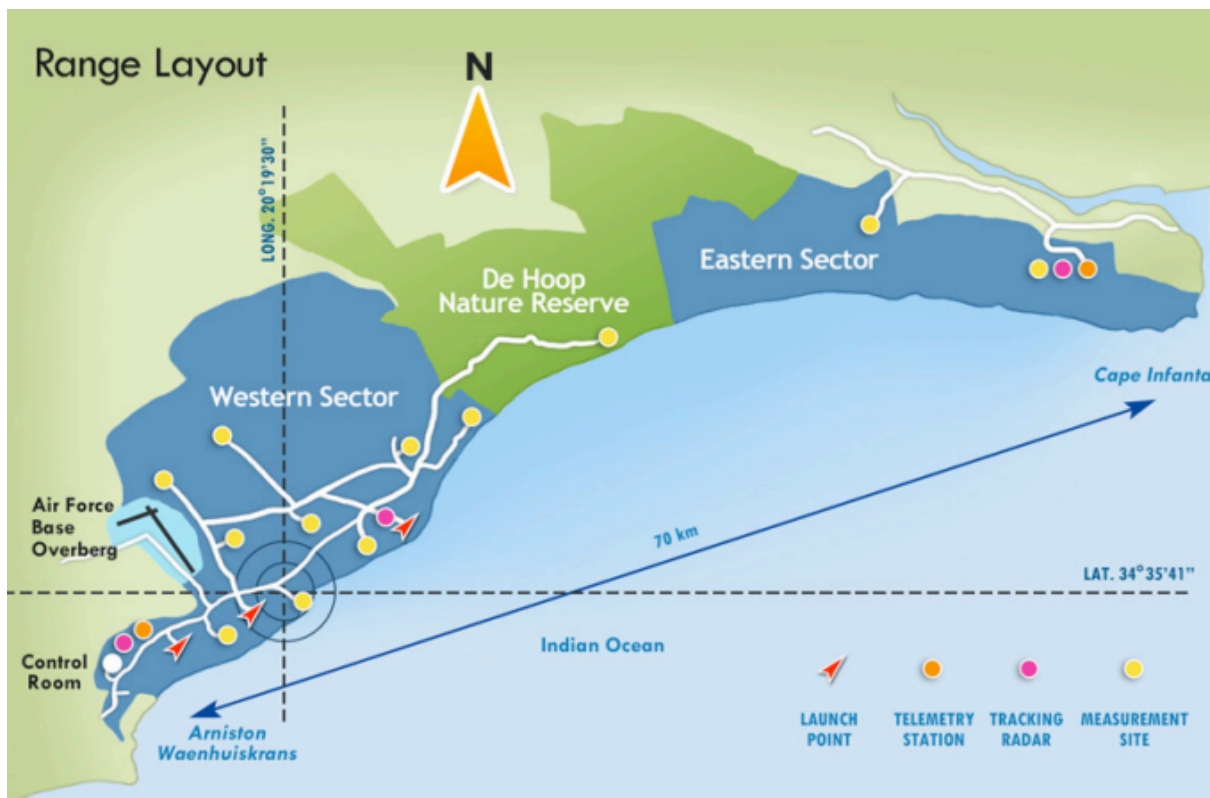 Range Layout
N
LONG. 20°19'30"
De Hoop
Nature Reserve
Eastern Sector
Western Sector
Cape Infanta
Air Force
Base
Overberg
70 km
LAT. 34°35'41"
Control
Room
Indian Ocean
Arniston
Waenhuiskrans
LAUNCH
POINT
TELEMETRY
STATION
TRACKING
RADAR
MEASUREMENT
SITE